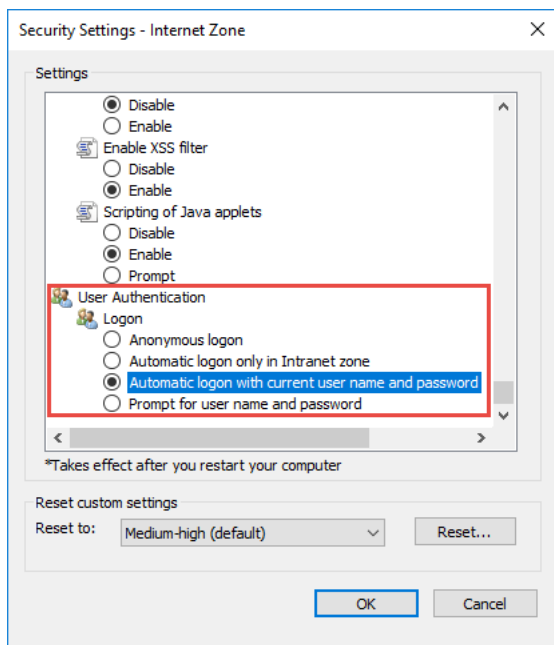 Security Settings - Internet Zone
Settings
Disable
Enable
Enable XSS filter
Disable
Enable
Scripting of Java applets
Disable
Enable
Prompt
User Authentication
Logon
Anonymous logon
Automatic logon only in Intranet zone
Automatic logon with current user name and password
Prompt for user name and password
*Takes effect after you restart your computer
Reset custom settings
Reset to: Medium-high (default) Reset...
OK Cancel